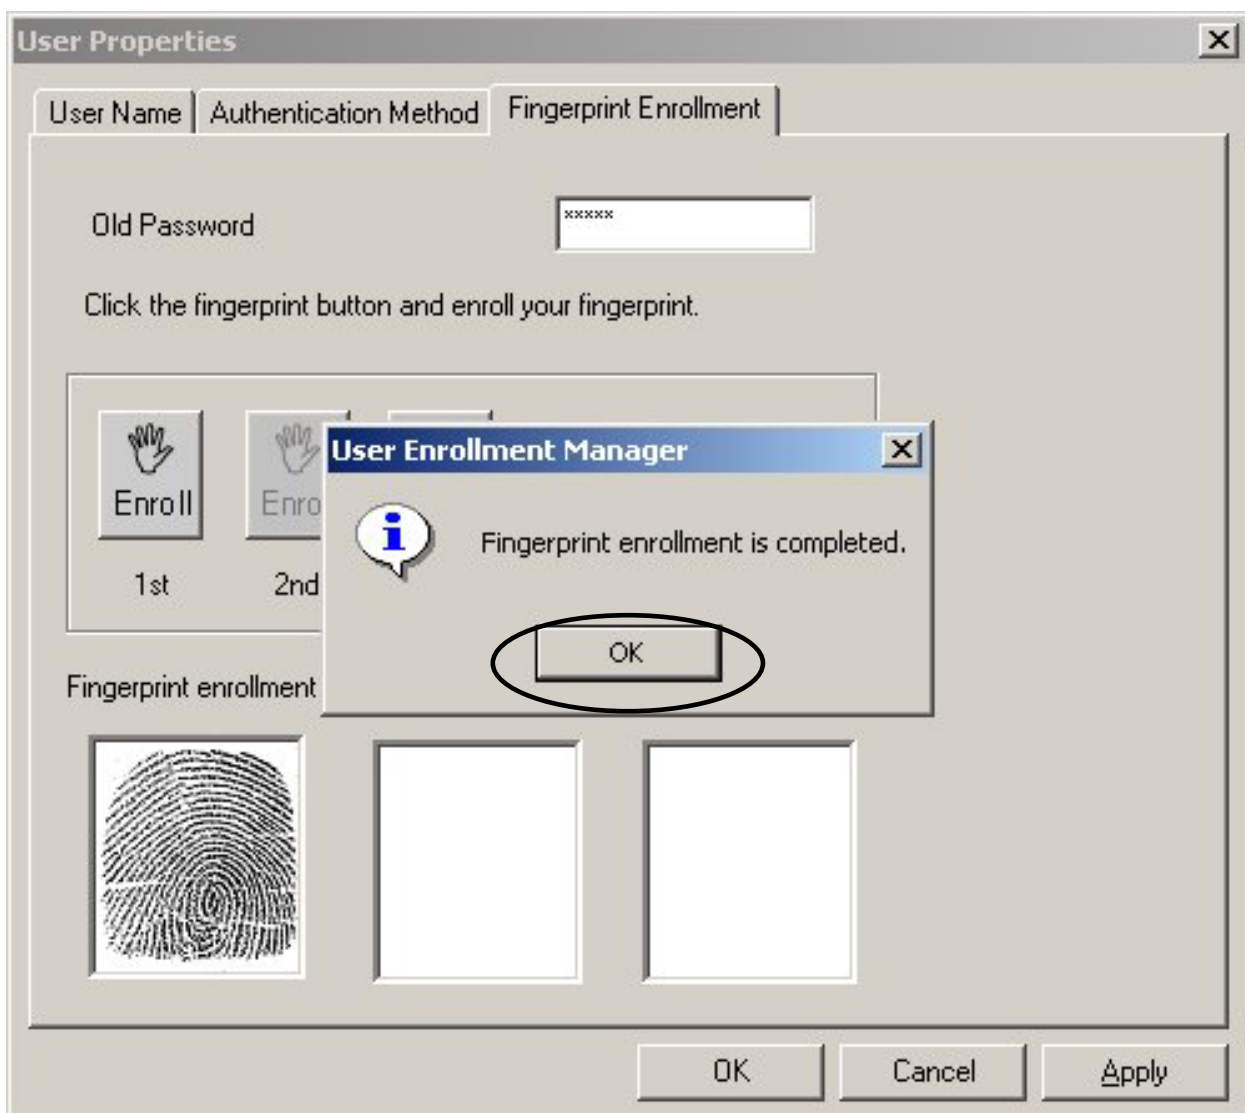 User Properties
User Name
Authentication Method
Fingerprint Enrollment
Old Password
xxxxx
Click the fingerprint button and enroll your fingerprint.
Enroll
Enro
1st
2nd
User Enrollment Manager
Fingerprint enrollment is completed.
OK
Fingerprint enrollment
OK
Cancel
Apply